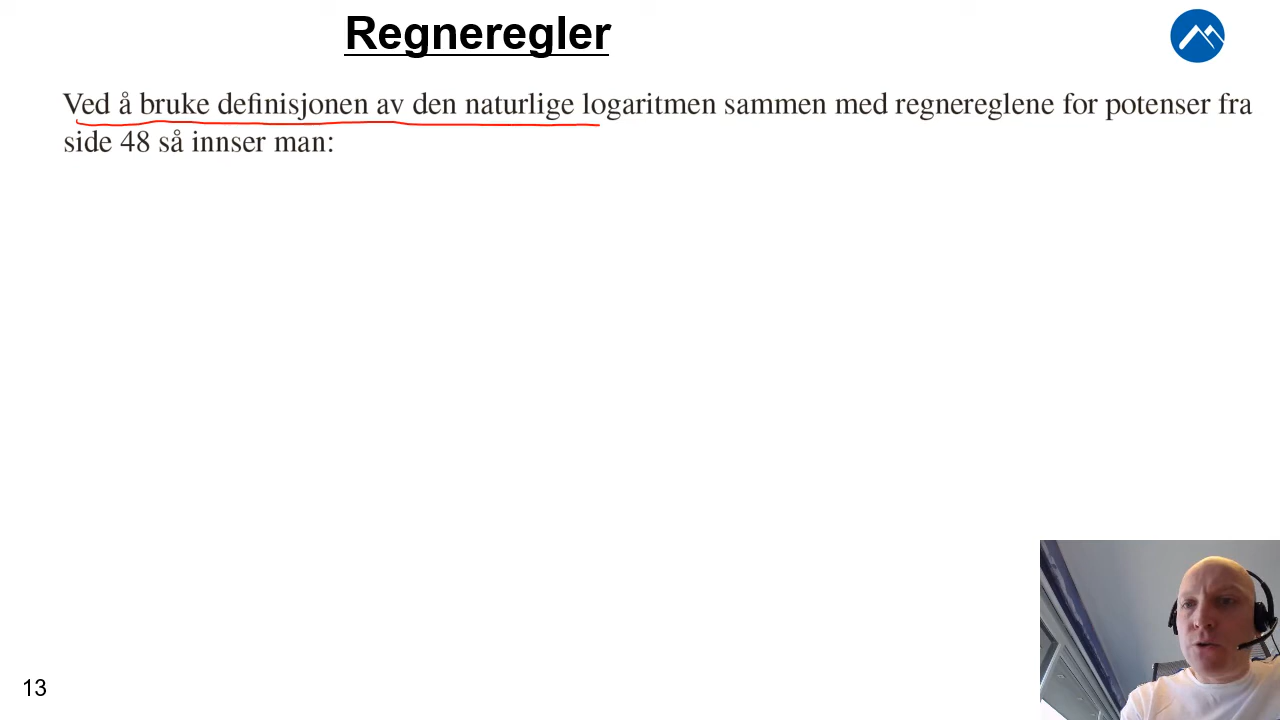 Regneregler
Ved å bruke definisjonen av den naturlige logaritmen sammen med regnereglene for potenser fra
side 48 så innser man:
13